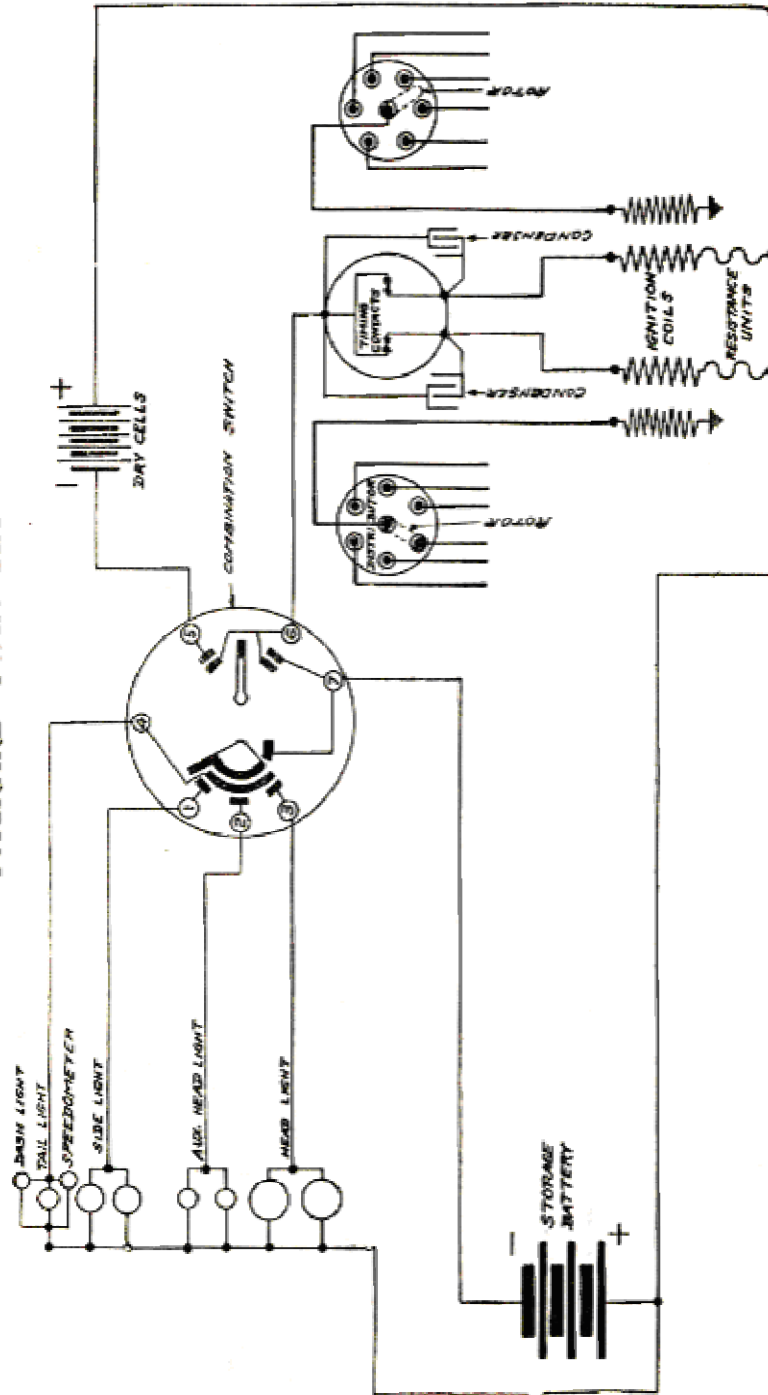 ROTOR
CONDENSER
TIMING
CONTACTS
IGNITION
COILS
RESISTANCE
UNITS
CONDENSER
+
-
DRY CELLS
COMBINATION SWITCH
DISTRIBUTOR
ROTOR
5
6
4
7
1
2
3
DASH LIGHT
TAIL LIGHT
SPEEDOMETER
SIDE LIGHT
AUX. HEAD LIGHT
HEAD LIGHT
STORAGE
BATTERY
-
+